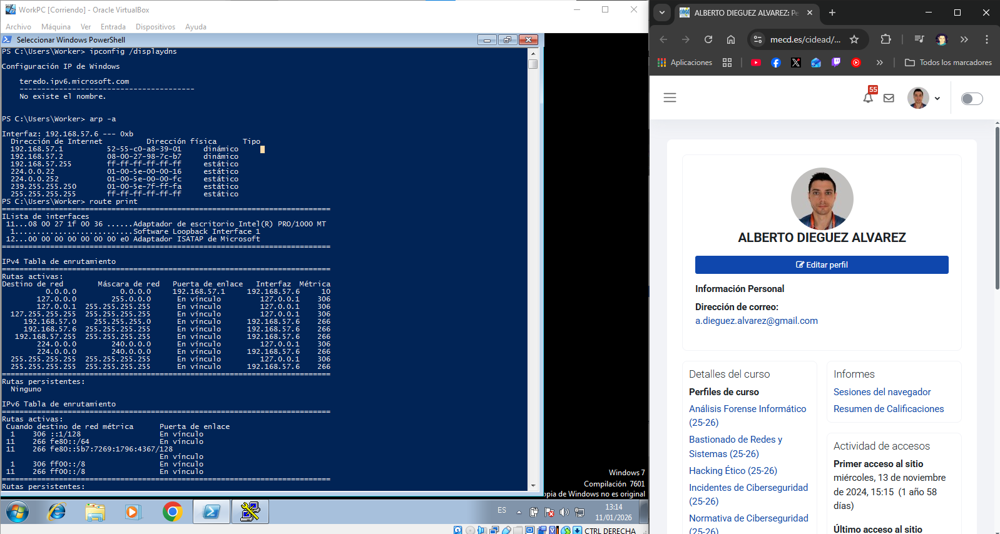 WorkPC [Corriendo] - Oracle VirtualBox
Archivo Máquina Ver Entrada Dispositivos Ayuda
Seleccionar Windows PowerShell
PS C:\Users\Worker> ipconfig /displaydns
Configuración IP de Windows
teredo.ipv6.microsoft.com
----------------------------------------
No existe el nombre.
PS C:\Users\Worker> arp -a
Interfaz: 192.168.57.6 --- 0xb
Dirección de Internet Dirección física Tipo
192.168.57.1 52-55-c0-a8-39-01 dinámico
192.168.57.2 08-00-27-98-7c-b7 dinámico
192.168.57.255 ff-ff-ff-ff-ff-ff estático
224.0.0.22 01-00-5e-00-00-16 estático
224.0.0.252 01-00-5e-00-00-fc estático
239.255.255.250 01-00-5e-7f-ff-fa estático
255.255.255.255 ff-ff-ff-ff-ff-ff estático
PS C:\Users\Worker> route print
===========================================================================
ILista de interfaces
11...08 00 27 1f 00 36 ......Adaptador de escritorio Intel(R) PRO/1000 MT
1...........................Software Loopback Interface 1
12...00 00 00 00 00 00 00 e0 Adaptador ISATAP de Microsoft
===========================================================================
IPv4 Tabla de enrutamiento
===========================================================================
Rutas activas:
Destino de red Máscara de red Puerta de enlace Interfaz Métrica
0.0.0.0 0.0.0.0 192.168.57.1 192.168.57.6 10
127.0.0.0 255.0.0.0 En vínculo 127.0.0.1 306
127.0.0.1 255.255.255.255 En vínculo 127.0.0.1 306
127.255.255.255 255.255.255.255 En vínculo 127.0.0.1 306
192.168.57.0 255.255.255.0 En vínculo 192.168.57.6 266
192.168.57.6 255.255.255.255 En vínculo 192.168.57.6 266
192.168.57.255 255.255.255.255 En vínculo 192.168.57.6 266
224.0.0.0 240.0.0.0 En vínculo 127.0.0.1 306
224.0.0.0 240.0.0.0 En vínculo 192.168.57.6 266
255.255.255.255 255.255.255.255 En vínculo 127.0.0.1 306
255.255.255.255 255.255.255.255 En vínculo 192.168.57.6 266
===========================================================================
Rutas persistentes:
Ninguno
IPv6 Tabla de enrutamiento
===========================================================================
Rutas activas:
Cuando destino de red métrica Puerta de enlace
1 306 ::1/128 En vínculo
11 266 fe80::/64 En vínculo
11 266 fe80::5b7:7269:1796:4367/128
En vínculo
1 306 ff00::/8 En vínculo
11 266 ff00::/8 En vínculo
===========================================================================
Rutas persistentes:
Windows 7
Compilación 7601
opia de Windows no es original
ES
13:14
11/01/2026
CTRL DERECHA
ALBERTO DIEGUEZ ALVAREZ: Pe
mecd.es/cidead/...
Aplicaciones
Todos los marcadores
55
ALBERTO DIEGUEZ ALVAREZ
Editar perfil
Información Personal
Dirección de correo:
a.dieguez.alvarez@gmail.com
Detalles del curso
Perfiles de curso
Análisis Forense Informático
(25-26)
Bastionado de Redes y
Sistemas (25-26)
Hacking Ético (25-26)
Incidentes de Ciberseguridad
(25-26)
Normativa de Ciberseguridad
(25-26)
Informes
Sesiones del navegador
Resumen de Calificaciones
Actividad de accesos
Primer acceso al sitio
miércoles, 13 de noviembre
de 2024, 15:15 (1 año 58
días)
Último acceso al sitio